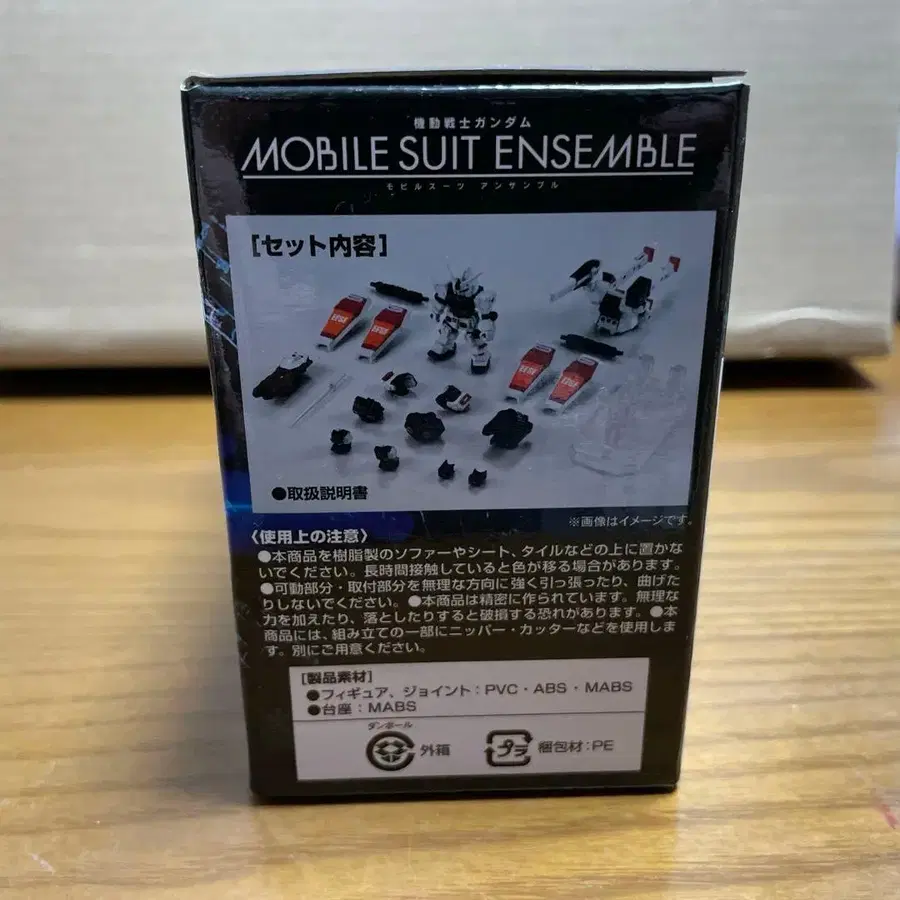 機動戦士ガンダム
MOBILE SUIT ENSEMBLE
モビルスーツ アンサンブル
[セット内容]
●取扱説明書
※画像はイメージです。
〈使用上の注意〉
●本商品を樹脂製のソファーやシート、タイルなどの上に置かな
いでください。長時間接触していると色が移る場合があります。
●可動部分・取付部分を無理な方向に強く引っ張ったり、曲げた
りしないでください。●本商品は精密に作られています。無理な
力を加えたり、落としたりすると破損する恐れがあります。●本
商品には、組み立ての一部にニッパー・カッターなどを使用しま
す。別にご用意ください。
[製品素材]
●フィギュア、ジョイント:PVC・ABS・MABS
●台座:MABS
ダンボール
外箱
プラ
梱包材:PE